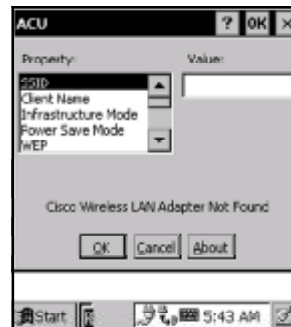 ACU ? OK ×
Property: Value:
SSID
Client Name
Infrastructure Mode
Power Save Mode
WEP
Cisco Wireless LAN Adapter Not Found
OK Cancel About
Start 5:43 AM